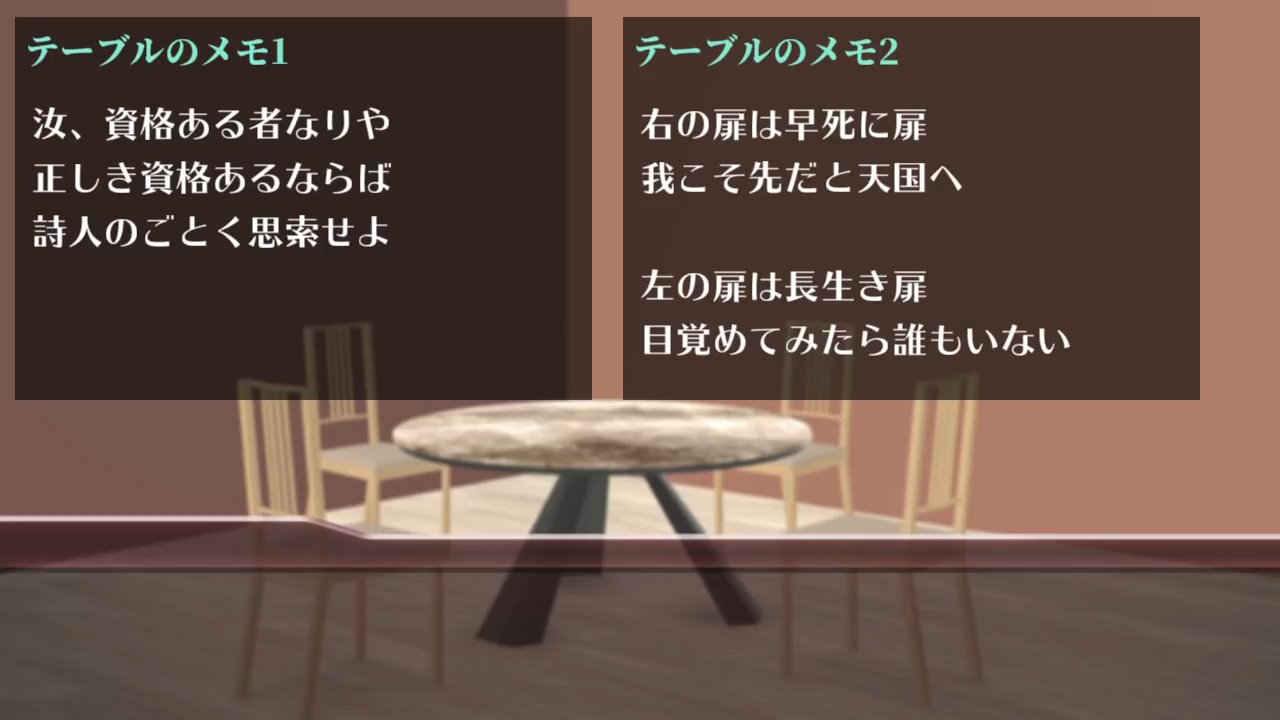 テーブルのメモ1
汝、資格ある者なりや
正しき資格あるならば
詩人のごとく思索せよ
テーブルのメモ2
右の扉は早死に扉
我こそ先だと天国へ
左の扉は長生き扉
目覚めてみたら誰もいない